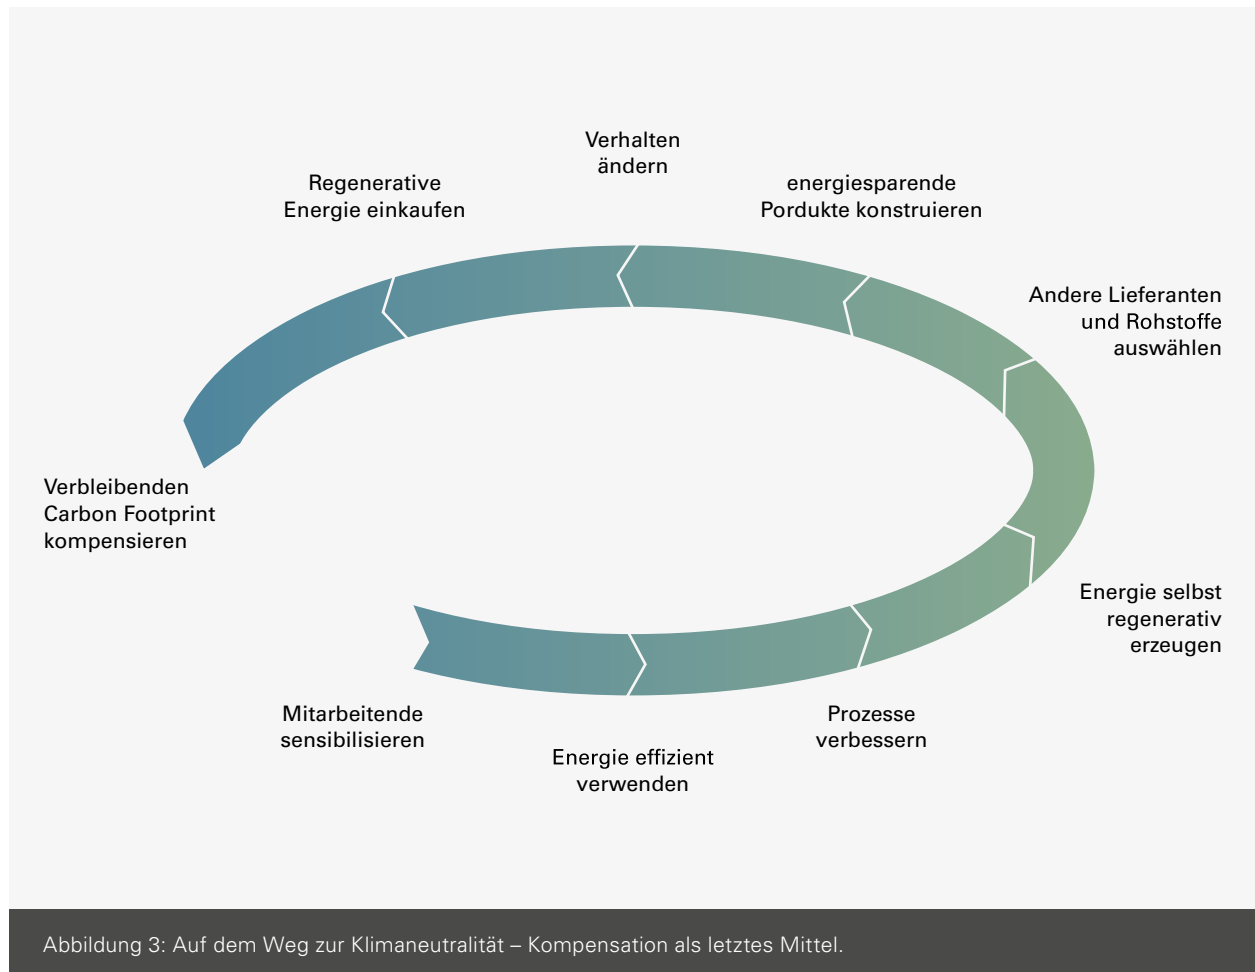 Verhalten
ändern
Regenerative
Energie einkaufen
energiesparende
Pordukte konstruieren
Andere Lieferanten
und Rohstoffe
auswählen
Verbleibenden
Carbon Footprint
kompensieren
Energie selbst
regenerativ
erzeugen
Mitarbeitende
sensibilisieren
Energie effizient
verwenden
Prozesse
verbessern
Abbildung 3: Auf dem Weg zur Klimaneutralität – Kompensation als letztes Mittel.